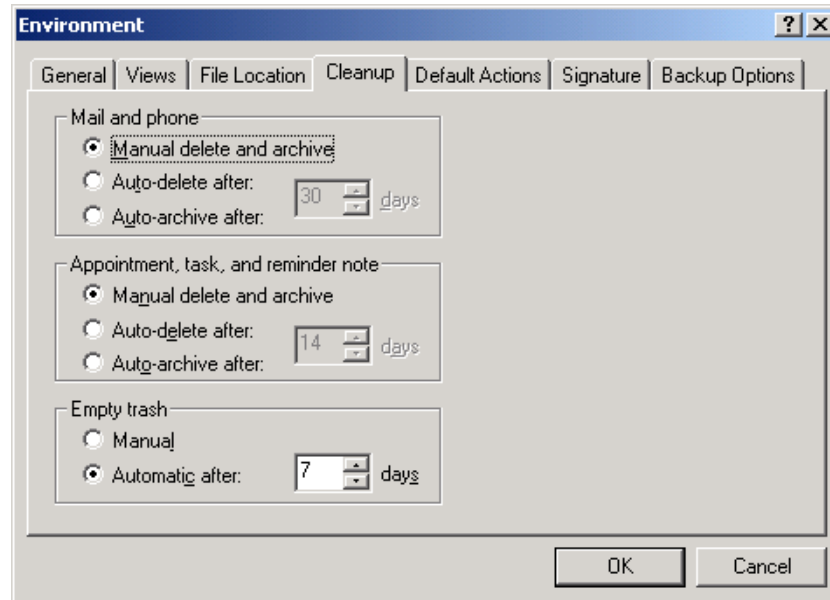 Environment
General Views File Location Cleanup Default Actions Signature Backup Options
Mail and phone
Manual delete and archive
Auto-delete after:
30 days
Auto-archive after:
Appointment, task, and reminder note
Manual delete and archive
Auto-delete after:
14 days
Auto-archive after:
Empty trash
Manual
Automatic after: 7 days
OK Cancel